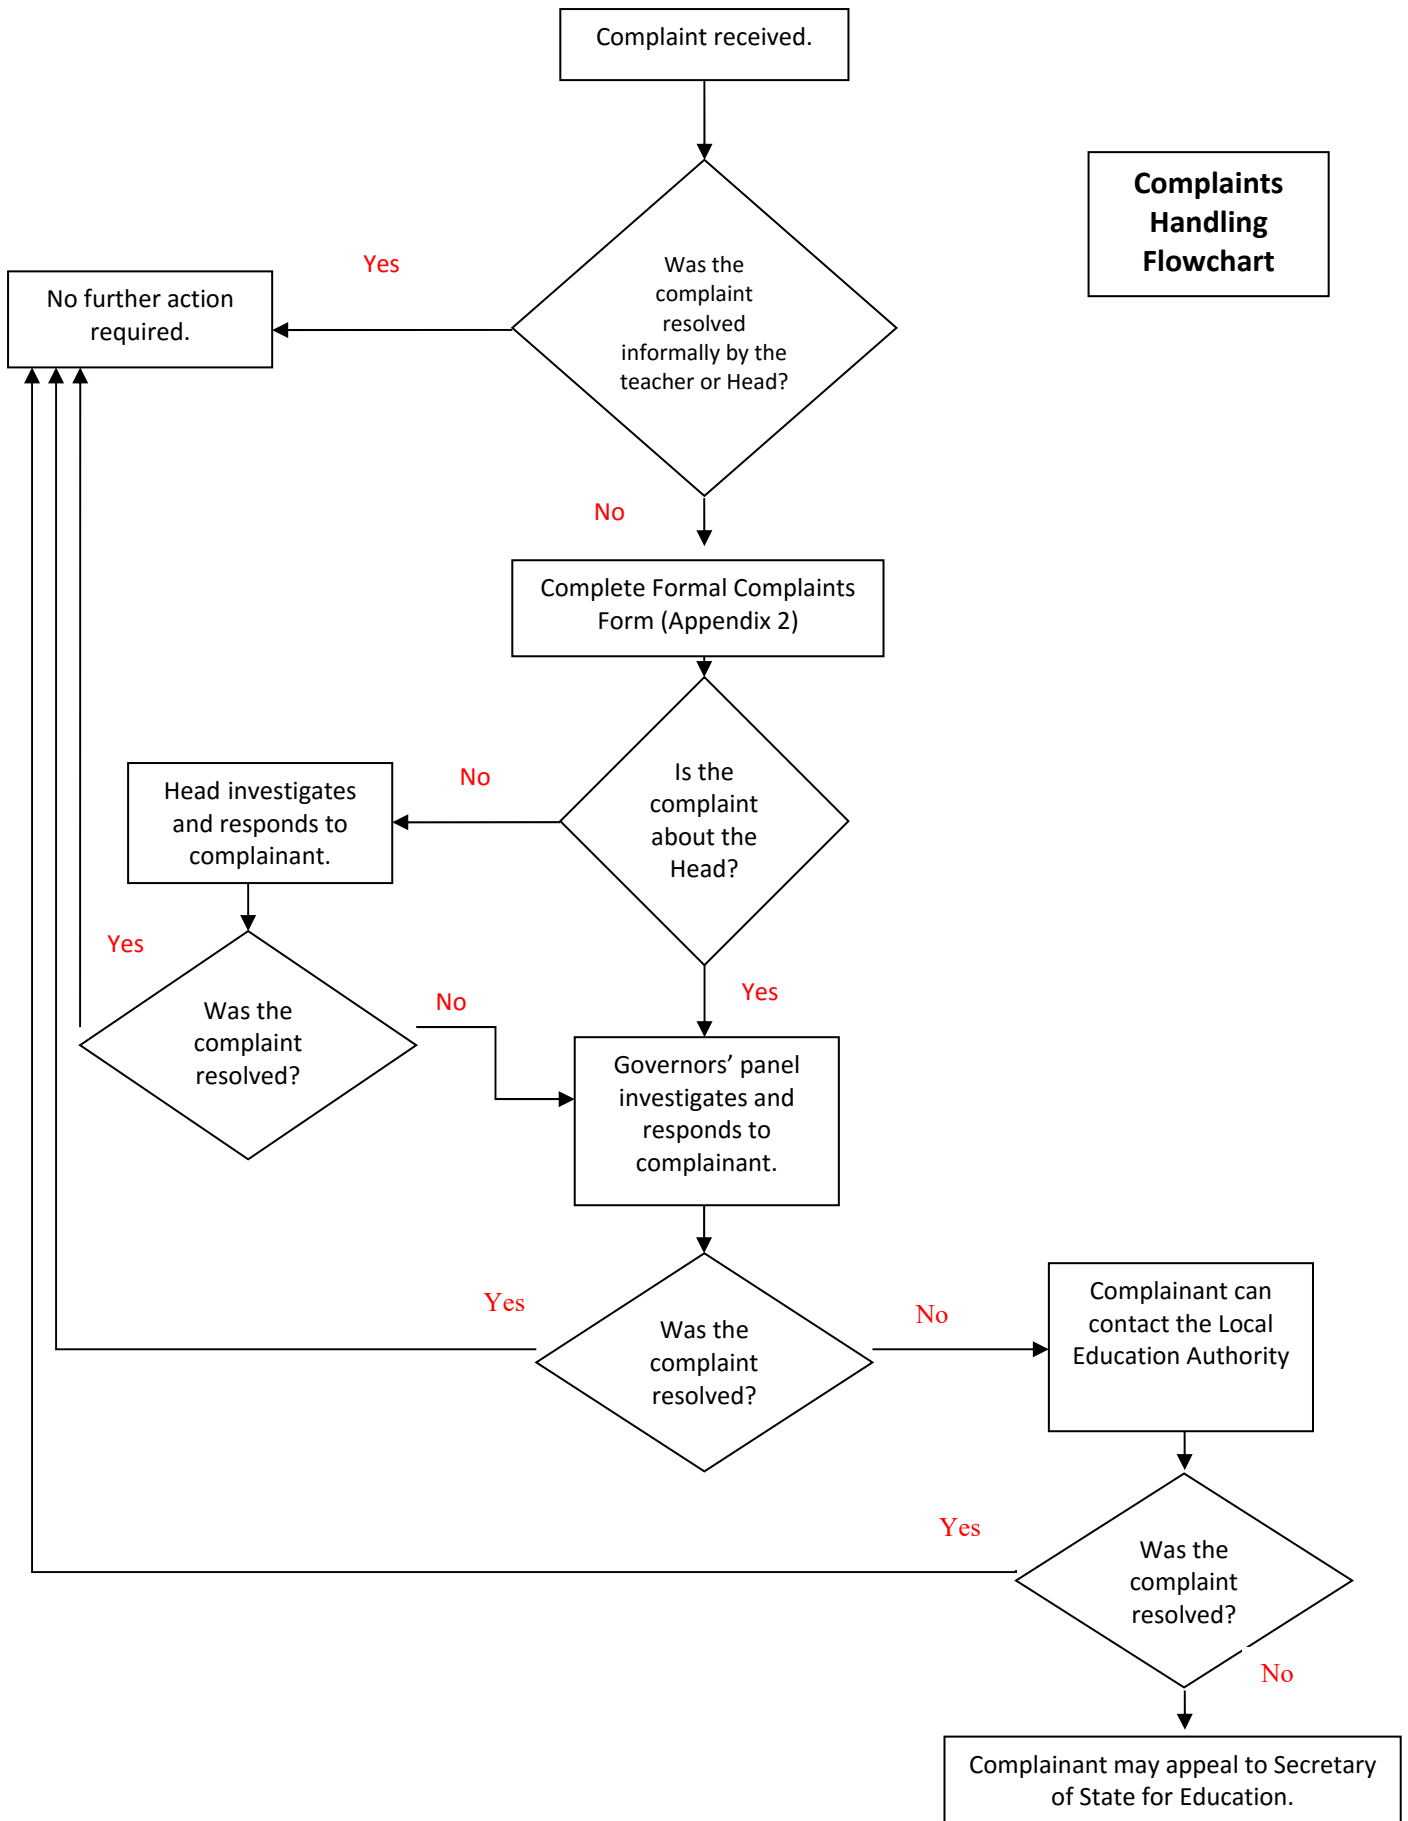 Complaint received.
Complaints
Handling
Flowchart
Yes
Was the
complaint
resolved
informally by the
teacher or Head?
No further action
required.
No
Complete Formal Complaints
Form (Appendix 2)
Is the
complaint
about the
Head?
No
Head investigates
and responds to
complainant.
Yes
Was the
complaint
resolved?
No
Yes
Governors’ panel
investigates and
responds to
complainant.
Yes
Was the
complaint
resolved?
No
Complainant can
contact the Local
Education Authority
Yes
Was the
complaint
resolved?
No
Complainant may appeal to Secretary
of State for Education.